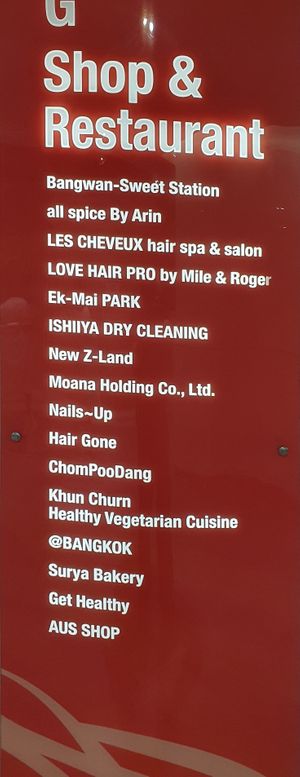 G
Shop &
Restaurant
Bangwan-Sweet Station
all spice By Arin
LES CHEVEUX hair spa & salon
LOVE HAIR PRO by Mile & Roger
Ek-Mai PARK
ISHIIYA DRY CLEANING
New Z-Land
Moana Holding Co., Ltd.
Nails~Up
Hair Gone
ChomPooDang
Khun Churn
Healthy Vegetarian Cuisine
@BANGKOK
Surya Bakery
Get Healthy
AUS SHOP